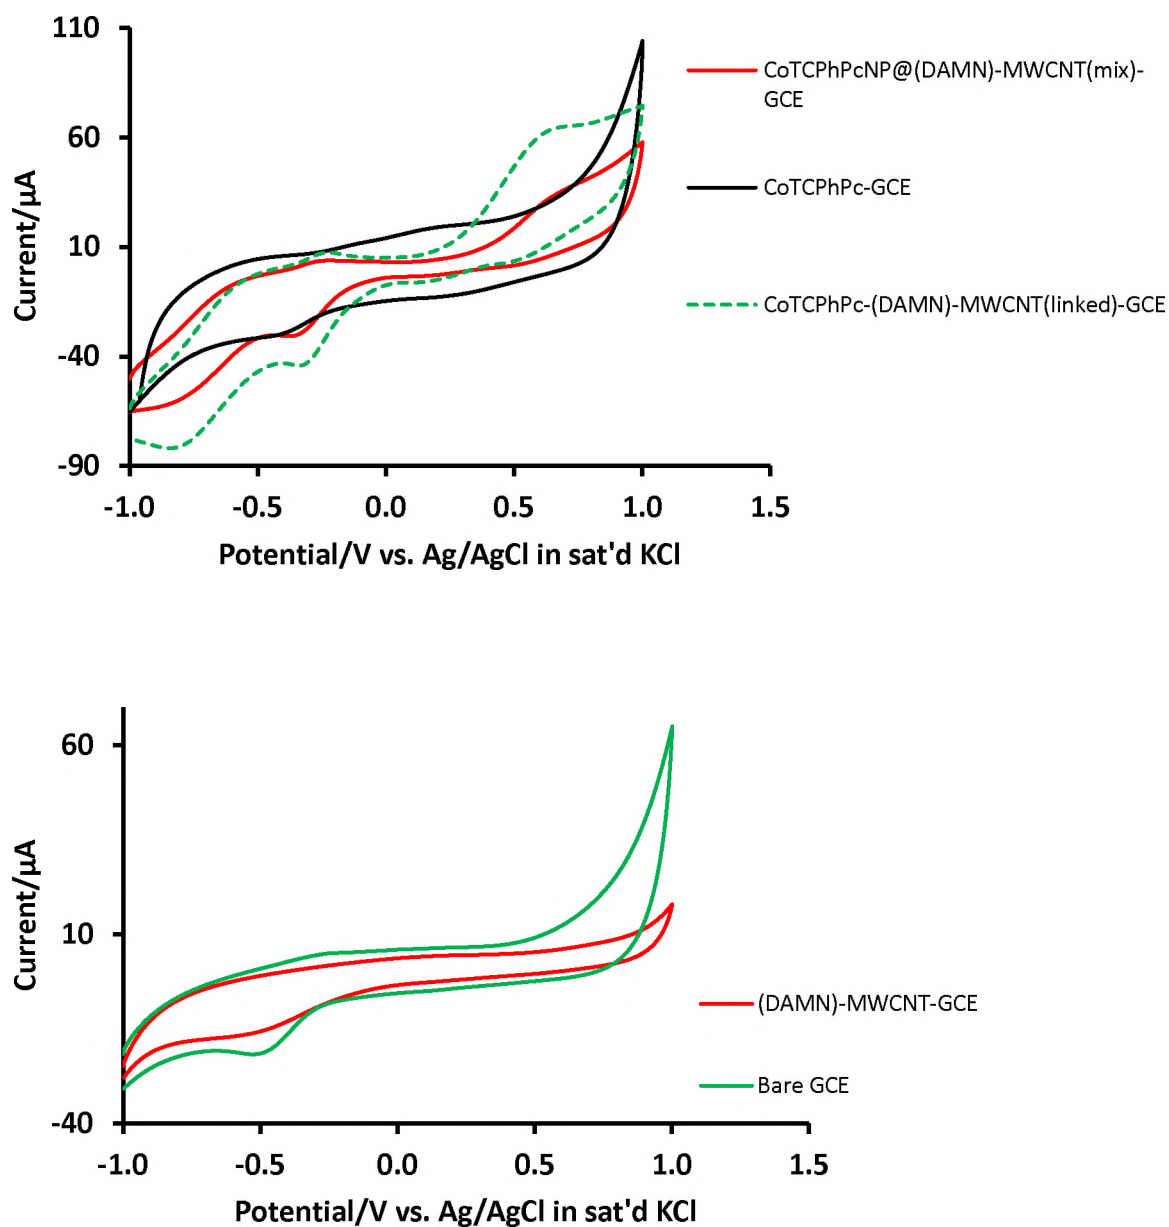 110
60
10
-40
-90
Current/µA
-1.0 -0.5 0.0 0.5 1.0 1.5
Potential/V vs. Ag/AgCl in sat'd KCl
CoTCPhPcNP@(DAMN)-MWCNT(mix)-
GCE
CoTCPhPc-GCE
CoTCPhPc-(DAMN)-MWCNT(linked)-GCE
60
10
-40
Current/µA
-1.0 -0.5 0.0 0.5 1.0 1.5
Potential/V vs. Ag/AgCl in sat'd KCl
(DAMN)-MWCNT-GCE
Bare GCE